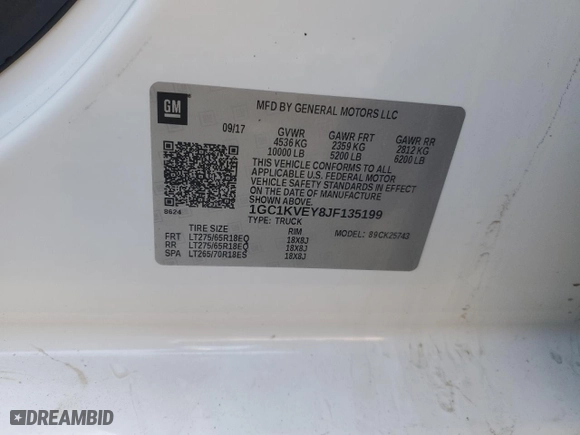 GM
MFD BY GENERAL MOTORS LLC
09/17
GVWR GAWR FRT GAWR RR
4536 KG 2359 KG 2812 KG
10000 LB 5200 LB 6200 LB
THIS VEHICLE CONFORMS TO ALL
APPLICABLE U.S. FEDERAL MOTOR
VEHICLE SAFETY STANDARDS IN EFFECT
ON THE DATE OF MANUFACTURE
SHOWN ABOVE.
1GC1KVEY8JF135199
8624
TYPE: TRUCK MODEL: 89CK25743
TIRE SIZE RIM
FRT LT275/65R18EQ 18X8J
RR LT275/65R18EQ 18X8J
SPA LT265/70R18ES 18X8J
DREAMBID